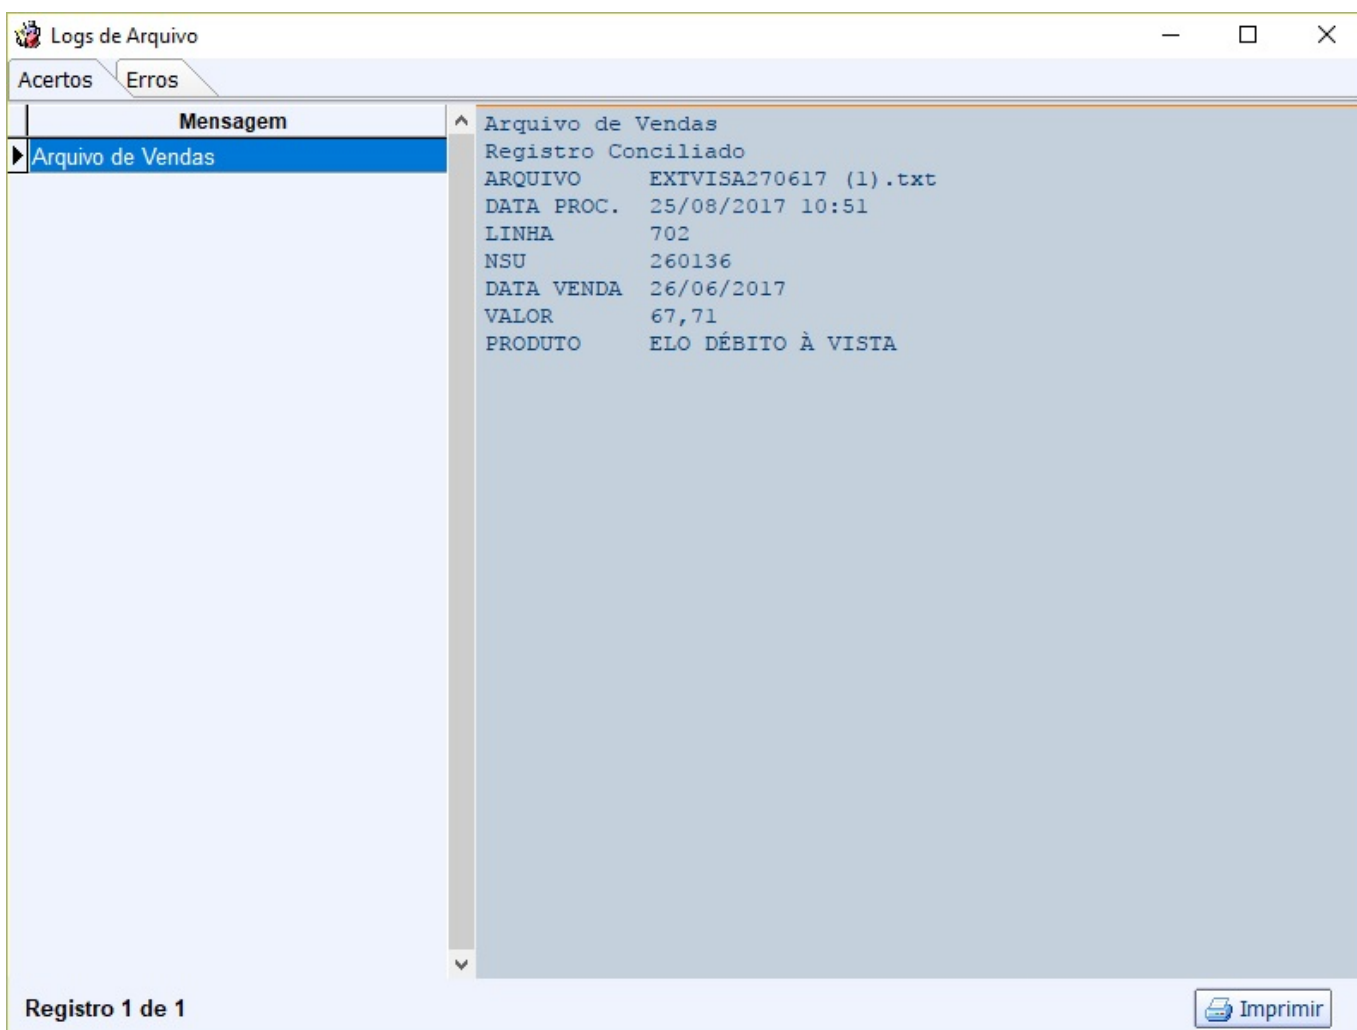 Logs de Arquivo
Acertos
Erros
Mensagem
Arquivo de Vendas
Arquivo de Vendas
Registro Conciliado
ARQUIVO EXTVISA270617 (1).txt
DATA PROC. 25/08/2017 10:51
LINHA 702
NSU 260136
DATA VENDA 26/06/2017
VALOR 67,71
PRODUTO ELO DÉBITO À VISTA
Registro 1 de 1
Imprimir